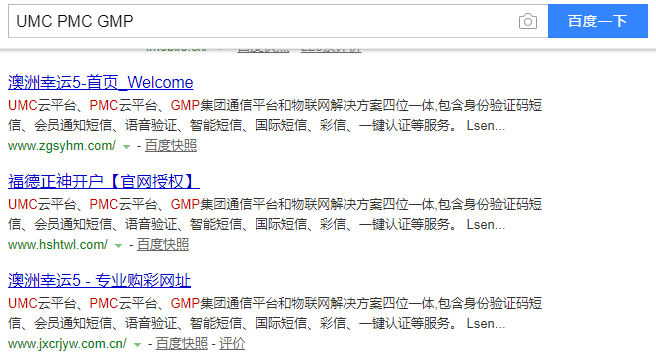 UMC PMC GMP 百度一下
百度快照
澳洲幸运5-首页_Welcome
UMC云平台、PMC云平台、GMP集团通信平台和物联网解决方案四位一体,包含身份验证码短
信、会员通知短信、语音验证、智能短信、国际短信、彩信、一键认证等服务。 Lsen...
www.zgsyhm.com/ - 百度快照
福德正神开户【官网授权】
UMC云平台、PMC云平台、GMP集团通信平台和物联网解决方案四位一体,包含身份验证码短
信、会员通知短信、语音验证、智能短信、国际短信、彩信、一键认证等服务。 Lsen...
www.hshtwl.com/ - 百度快照
澳洲幸运5 - 专业购彩网址
UMC云平台、PMC云平台、GMP集团通信平台和物联网解决方案四位一体,包含身份验证码短
信、会员通知短信、语音验证、智能短信、国际短信、彩信、一键认证等服务。 Lsen...
www.jxcrjyw.com.cn/ - 百度快照 - 评价